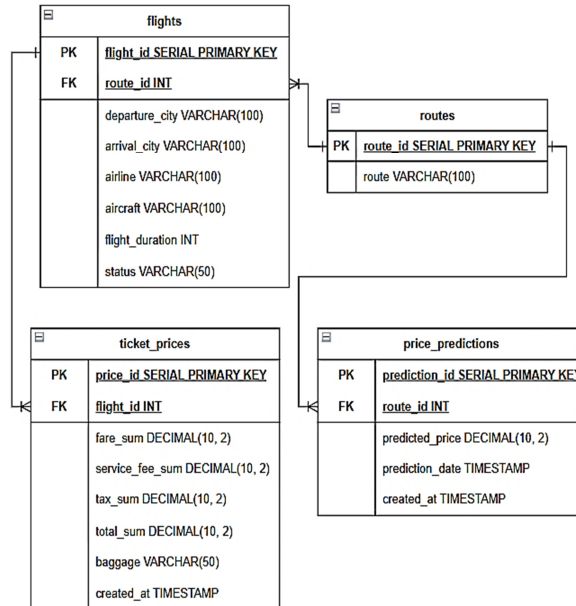 flights
PK flight_id SERIAL PRIMARY KEY
FK route_id INT
departure_city VARCHAR(100)
arrival_city VARCHAR(100)
airline VARCHAR(100)
aircraft VARCHAR(100)
flight_duration INT
status VARCHAR(50)
routes
PK route_id SERIAL PRIMARY KEY
route VARCHAR(100)
ticket_prices
PK price_id SERIAL PRIMARY KEY
FK flight_id INT
fare_sum DECIMAL(10, 2)
service_fee_sum DECIMAL(10, 2)
tax_sum DECIMAL(10, 2)
total_sum DECIMAL(10, 2)
baggage VARCHAR(50)
created_at TIMESTAMP
price_predictions
PK prediction_id SERIAL PRIMARY KEY
FK route_id INT
predicted_price DECIMAL(10, 2)
prediction_date TIMESTAMP
created_at TIMESTAMP